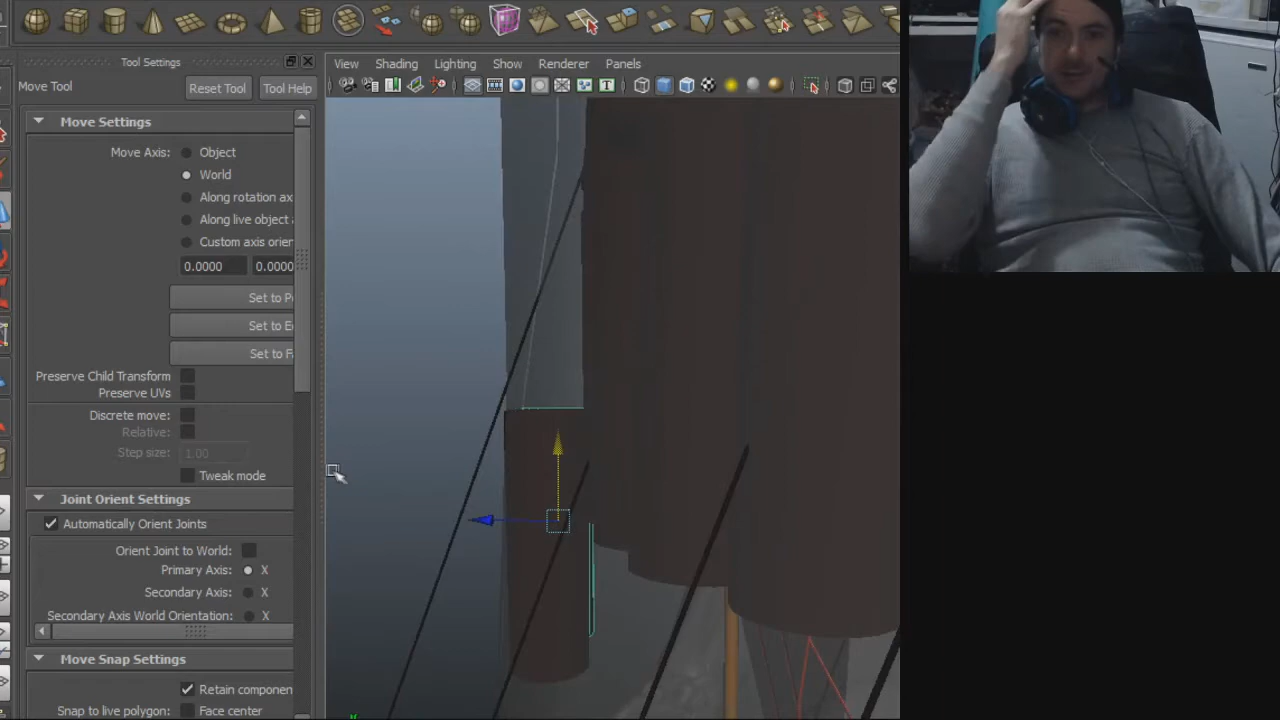 Tool Settings
View Shading Lighting Show Renderer Panels
Move Tool Reset Tool Tool Help
Move Settings
Move Axis: Object
World
Along rotation ax
Along live object a
Custom axis orien
0.0000 0.0000
Set to P
Set to E
Set to F
Preserve Child Transform
Preserve UVs
Discrete move:
Relative:
Step size: 1.00
Tweak mode
Joint Orient Settings
Automatically Orient Joints
Orient Joint to World:
Primary Axis: X
Secondary Axis: X
Secondary Axis World Orientation: X
Move Snap Settings
Retain componen
Snap to live polygon: Face center